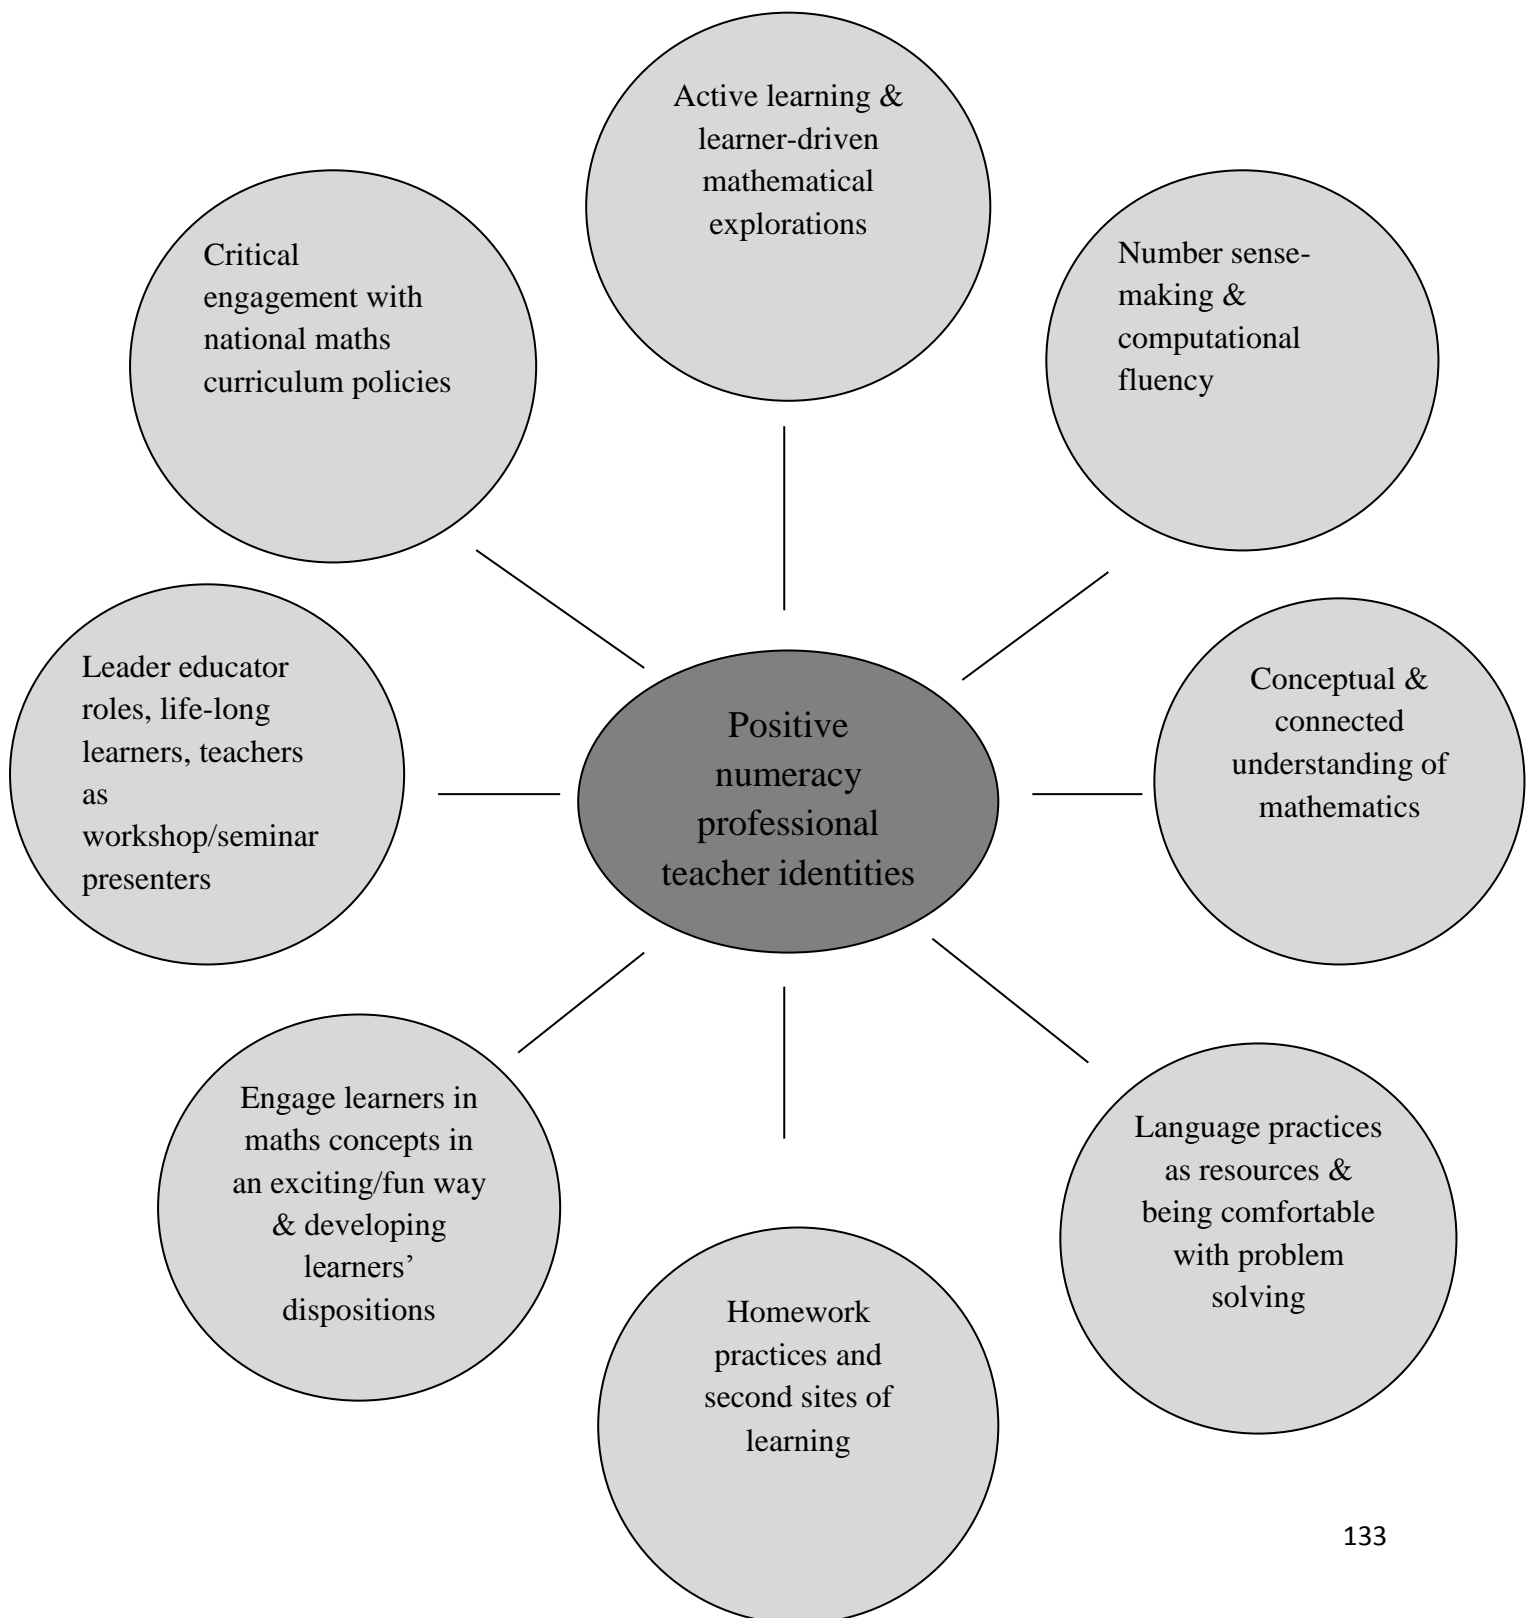 Active learning &
learner-driven
mathematical
explorations
Critical
engagement with
national maths
curriculum policies
Number sense-
making &
computational
fluency
Leader educator
roles, life-long
learners, teachers
as
workshop/seminar
presenters
Positive
numeracy
professional
teacher identities
Conceptual &
connected
understanding of
mathematics
Engage learners in
maths concepts in
an exciting/fun way
& developing
learners’
dispositions
Language practices
as resources &
being comfortable
with problem
solving
Homework
practices and
second sites of
learning
133